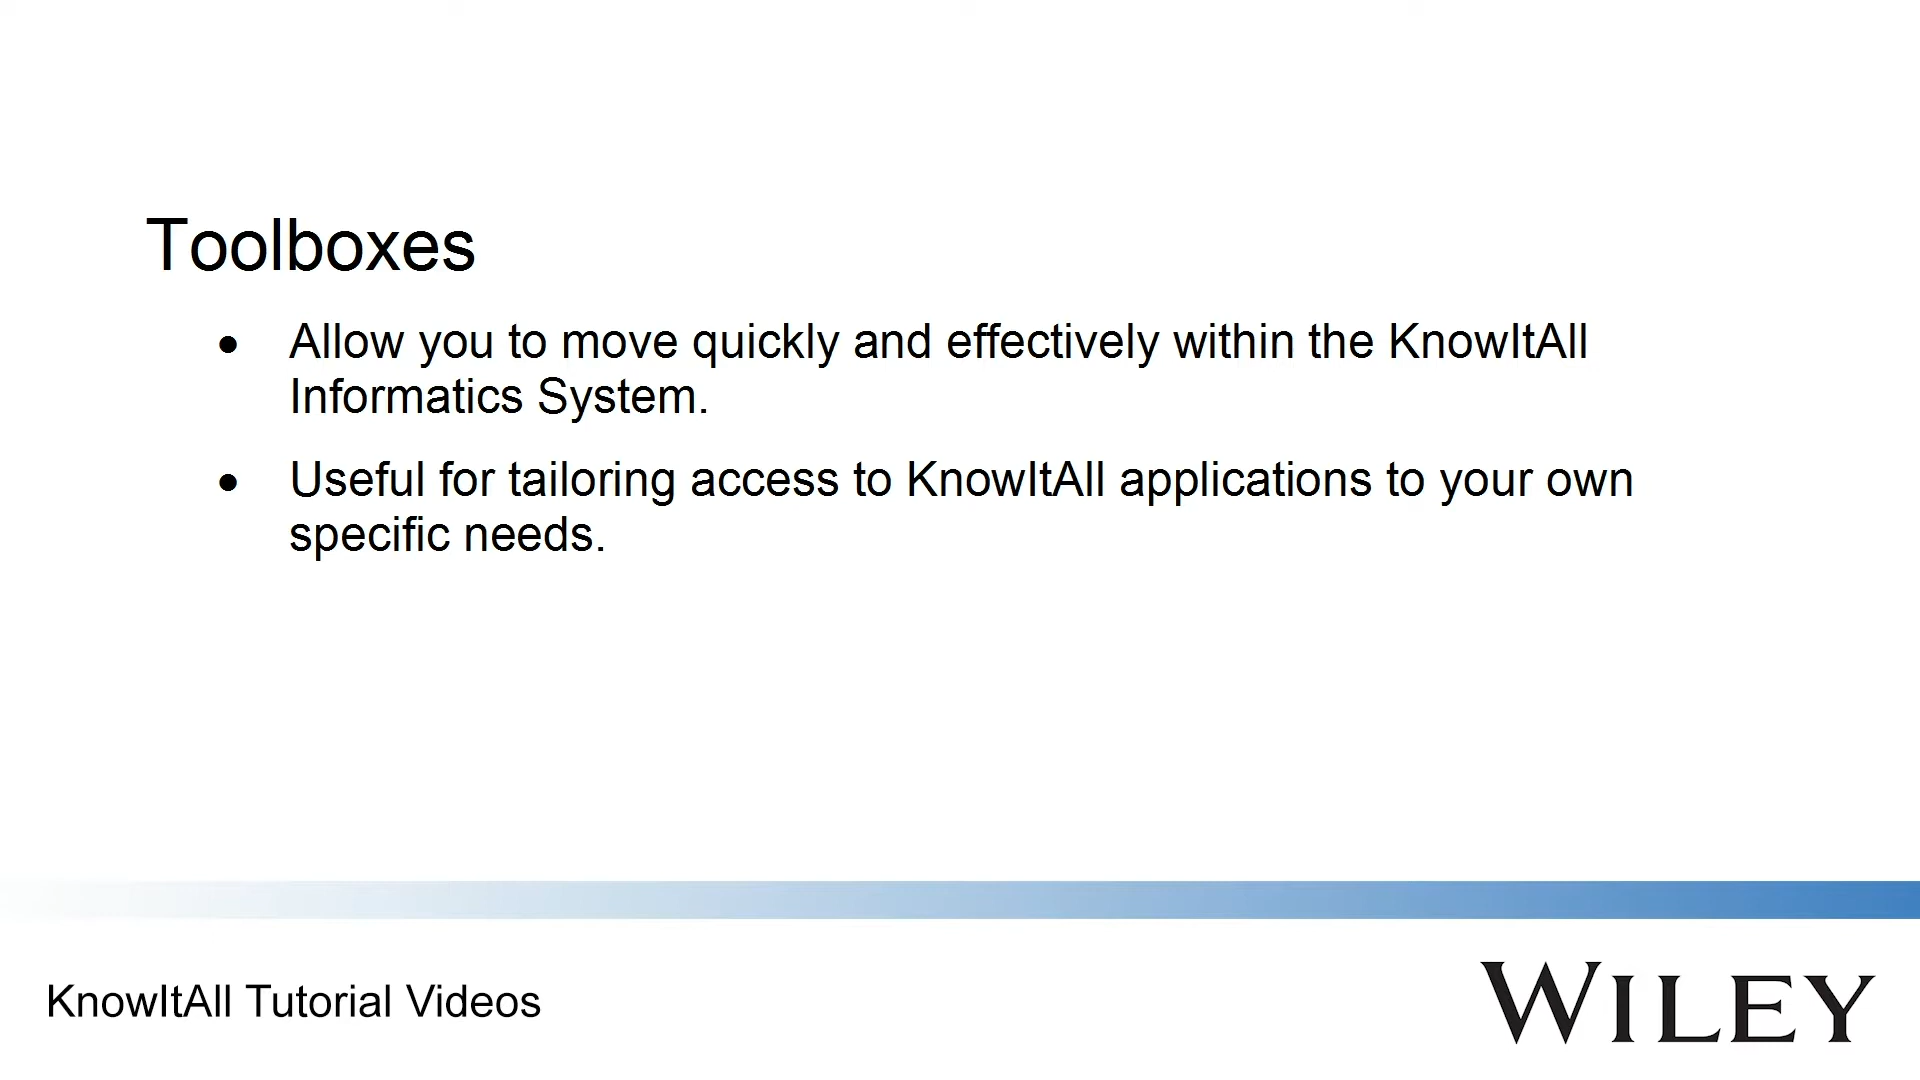 Toolboxes
• Allow you to move quickly and effectively within the KnowItAll
Informatics System.
• Useful for tailoring access to KnowItAll applications to your own
specific needs.
KnowItAll Tutorial Videos
WILEY